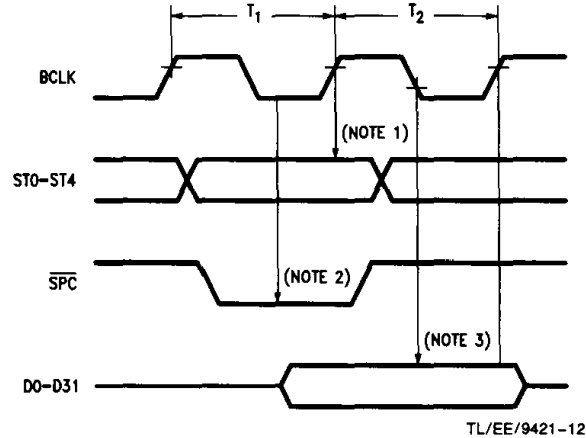 T1 T2
BCLK
(NOTE 1)
ST0-ST4
(NOTE 2)
SPC
(NOTE 3)
D0-D31
TL/EE/9421-12